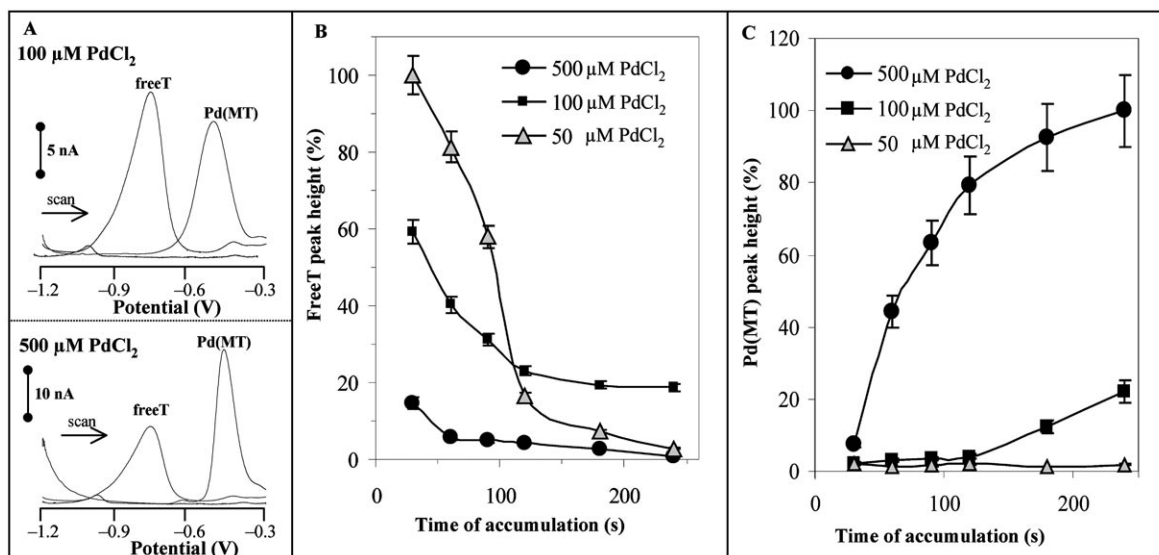 A
100 µM PdCl2
freeT
Pd(MT)
5 nA
scan
–1.2 –0.9 –0.6 –0.3
Potential (V)
500 µM PdCl2
Pd(MT)
10 nA
scan
freeT
–1.2 –0.9 –0.6 –0.3
Potential (V)
B
500 µM PdCl2
100 µM PdCl2
50 µM PdCl2
FreeT peak height (%)
100
80
60
40
20
0
0 100 200
Time of accumulation (s)
C
500 µM PdCl2
100 µM PdCl2
50 µM PdCl2
Pd(MT) peak height (%)
120
100
80
60
40
20
0
0 100 200
Time of accumulation (s)